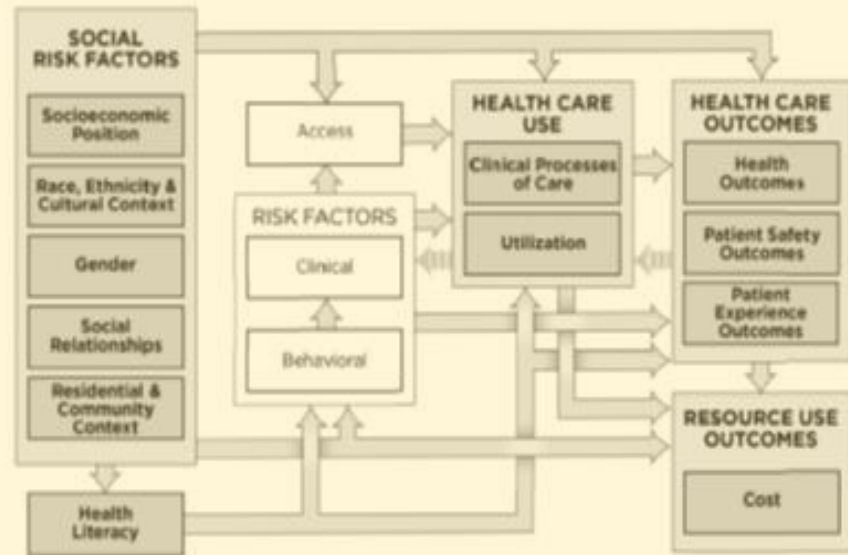 SOCIAL
RISK FACTORS
Socioeconomic
Position
Race, Ethnicity &
Cultural Context
Gender
Social
Relationships
Residential &
Community
Context
Health
Literacy
Access
RISK FACTORS
Clinical
Behavioral
HEALTH CARE
USE
Clinical Processes
of Care
Utilization
HEALTH CARE
OUTCOMES
Health
Outcomes
Patient Safety
Outcomes
Patient
Experience
Outcomes
RESOURCE USE
OUTCOMES
Cost